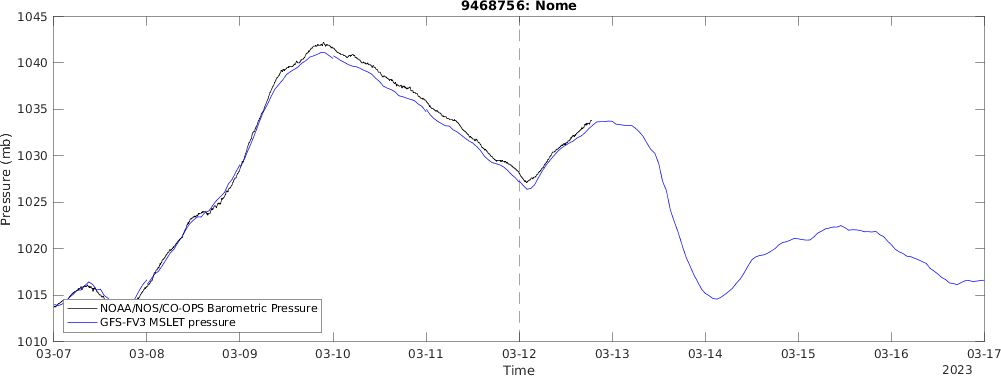 9468756: Nome
Pressure (mb)
1045
1040
1035
1030
1025
1020
1015
1010
NOAA/NOS/CO-OPS Barometric Pressure
GFS-FV3 MSLET pressure
03-07 03-08 03-09 03-10 03-11 03-12 03-13 03-14 03-15 03-16 03-17
Time
2023